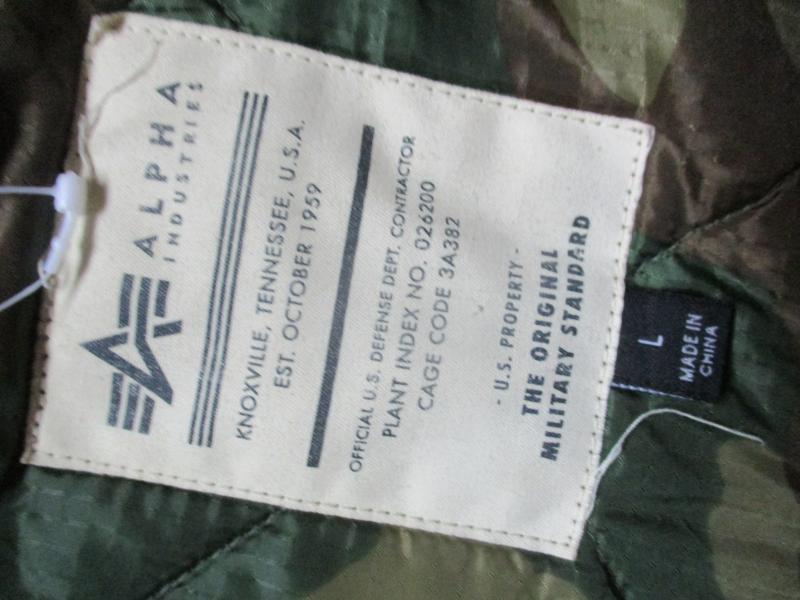 ALPHA
INDUSTRIES
KNOXVILLE, TENNESSEE, U.S.A.
EST. OCTOBER 1959
OFFICIAL U.S. DEFENSE DEPT. CONTRACTOR
PLANT INDEX NO. 026200
CAGE CODE 3A382
- U.S. PROPERTY -
THE ORIGINAL
MILITARY STANDARD
L
MADE IN
CHINA